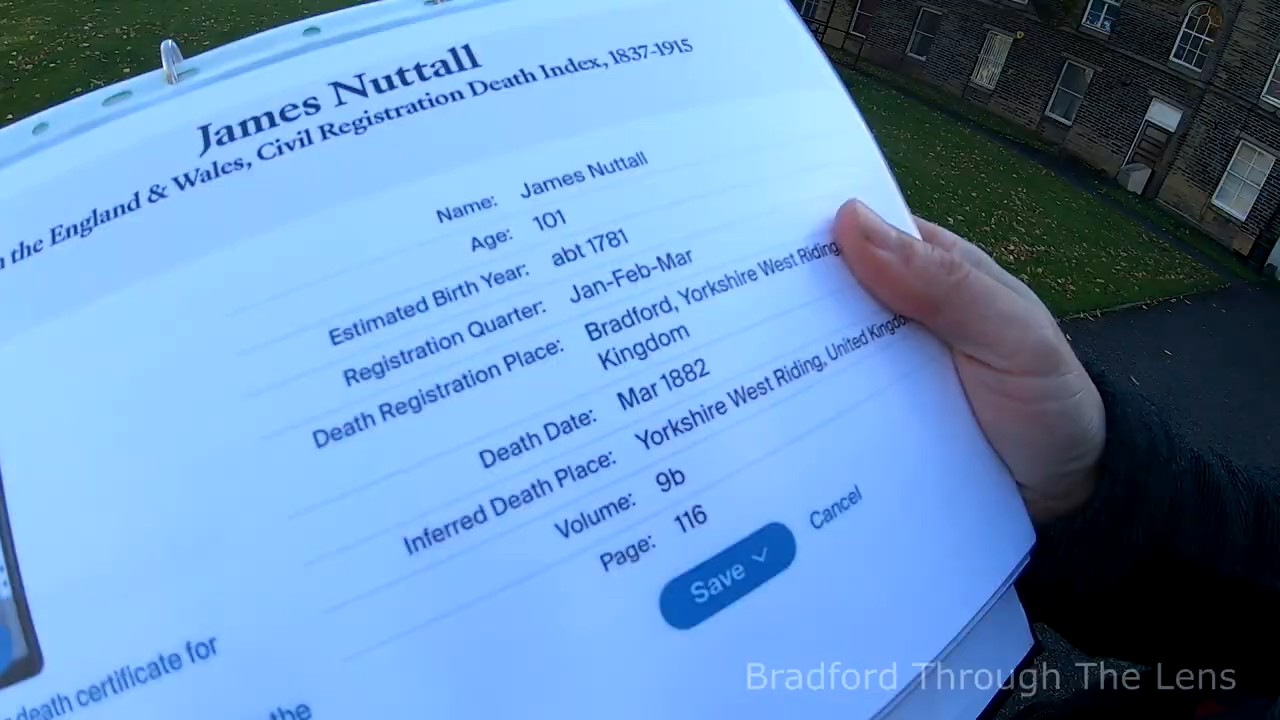 James Nuttall
the England & Wales, Civil Registration Death Index, 1837-1915
Name: James Nuttall
Age: 101
Estimated Birth Year: abt 1781
Registration Quarter: Jan-Feb-Mar
Death Registration Place: Bradford, Yorkshire West Riding,
Kingdom
Death Date: Mar 1882
Inferred Death Place: Yorkshire West Riding, United Kingdo
Volume: 9b
Page: 116
Save Cancel
death certificate for
the
Bradford Through The Lens